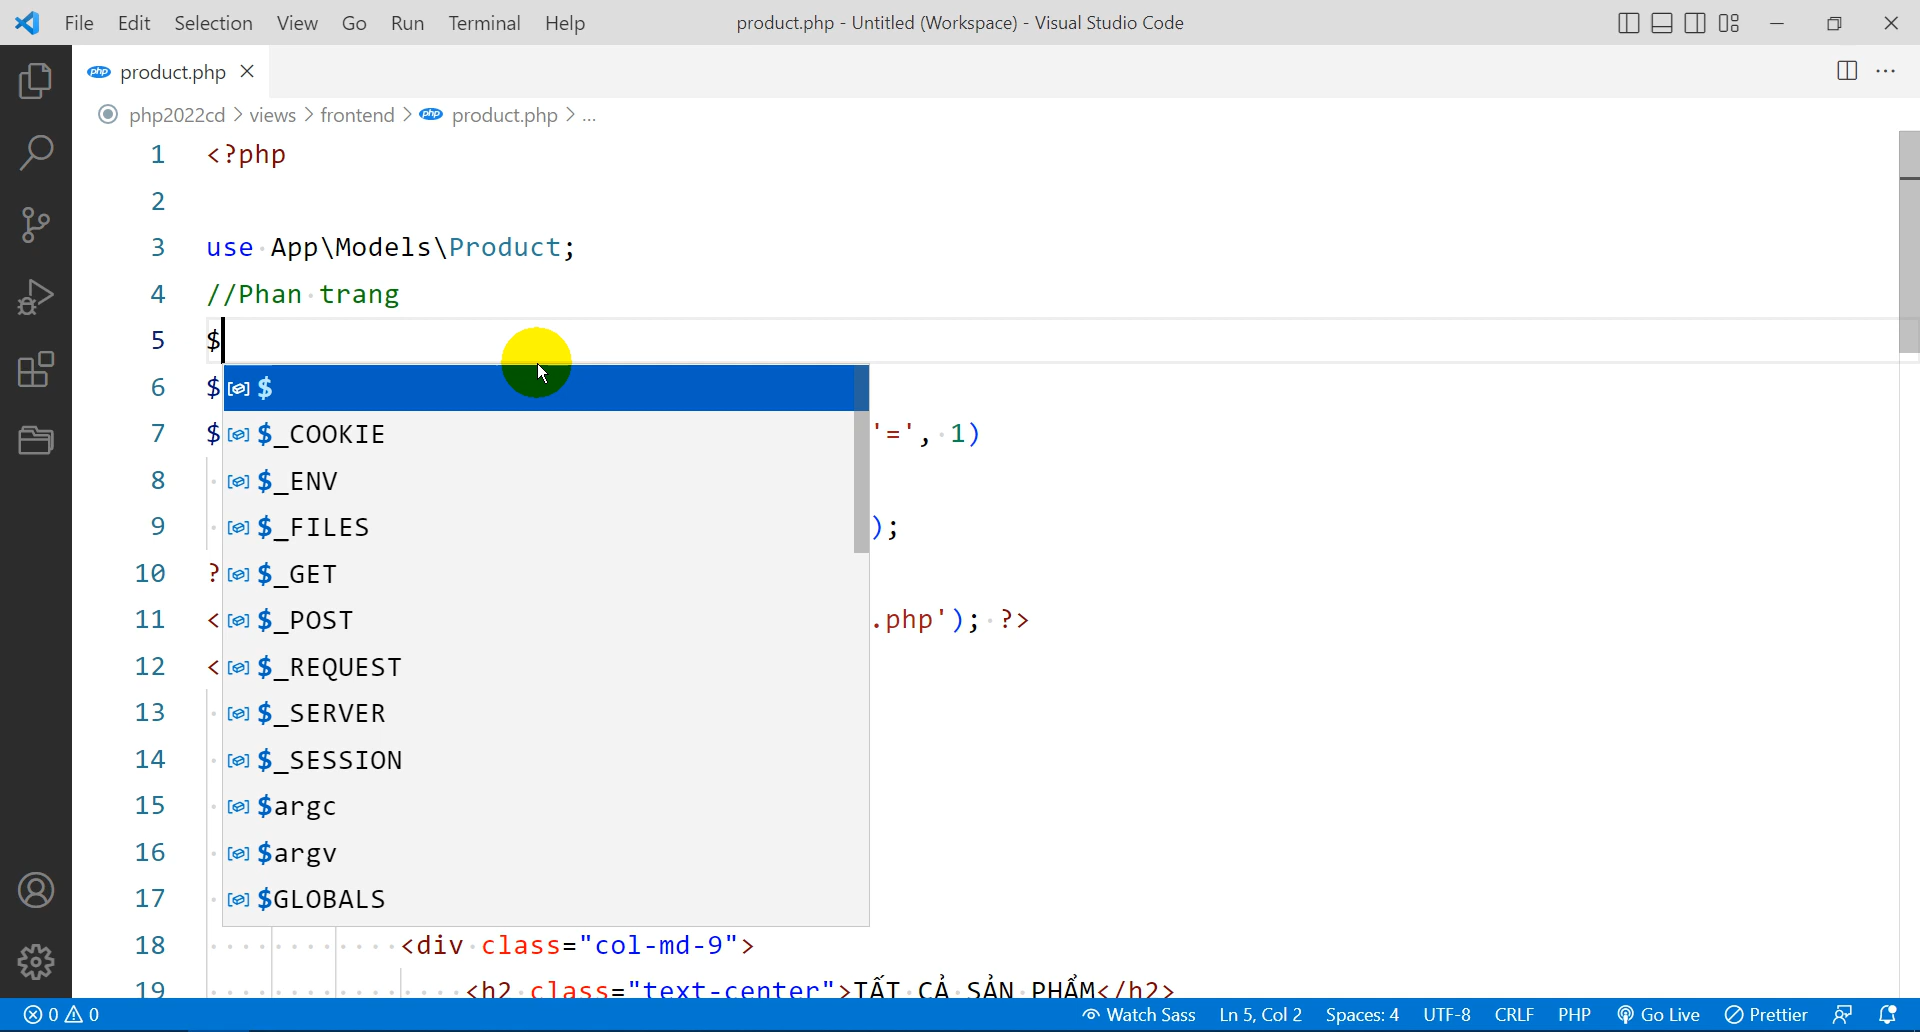 File Edit Selection View Go Run Terminal Help product.php - Untitled (Workspace) - Visual Studio Code
php product.php
php2022cd > views > frontend > php product.php > ...
1 <?php
2
3 use App\Models\Product;
4 //Phan trang
5 $
6 $ $
7 $ $_COOKIE '=', 1)
8 $_ENV
9 $_FILES );
10 ? $_GET
11 < $_POST .php'); ?>
12 < $_REQUEST
13 $_SERVER
14 $_SESSION
15 $argc
16 $argv
17 $GLOBALS
18 <div class="col-md-9">
19 <h2 class="text-center">TẤT CẢ SẢN PHẨM</h2>
0 0 Watch Sass Ln 5, Col 2 Spaces: 4 UTF-8 CRLF PHP Go Live Prettier